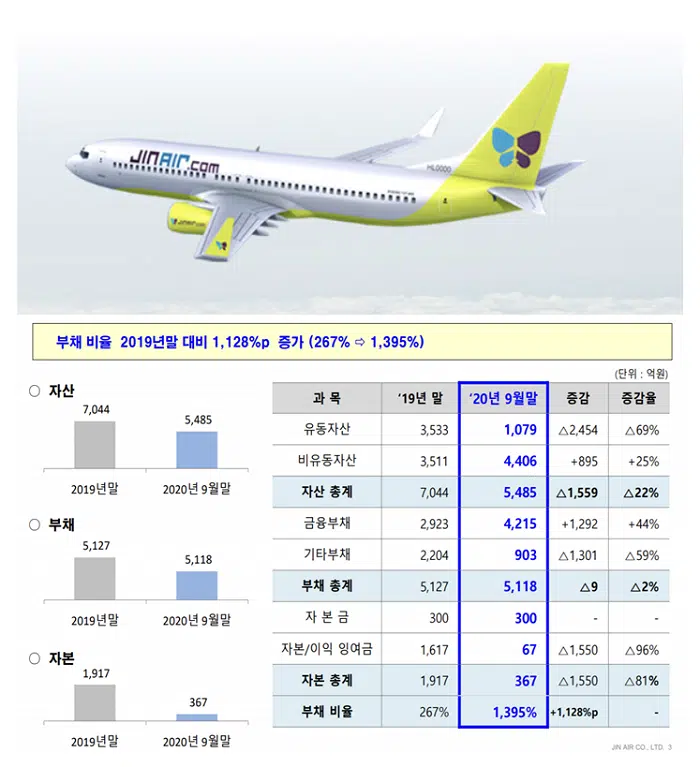 JINAIR.com
HL0000
JINAIR.com
부채 비율 2019년말 대비 1,128%p 증가 (267% ⇨ 1,395%)
(단위 : 억원)
○ 자산
7,044
5,485
2019년말 2020년 9월말
○ 부채
5,127
5,118
2019년말 2020년 9월말
○ 자본
1,917
367
2019년말 2020년 9월말
과 목 ‘19년 말 ‘20년 9월말 증감 증감율
유동자산 3,533 1,079 △2,454 △69%
비유동자산 3,511 4,406 +895 +25%
자산 총계 7,044 5,485 △1,559 △22%
금융부채 2,923 4,215 +1,292 +44%
기타부채 2,204 903 △1,301 △59%
부채 총계 5,127 5,118 △9 △2%
자 본 금 300 300 - -
자본/이익 잉여금 1,617 67 △1,550 △96%
자본 총계 1,917 367 △1,550 △81%
부채 비율 267% 1,395% +1,128%p -
JIN AIR CO., LTD. 3